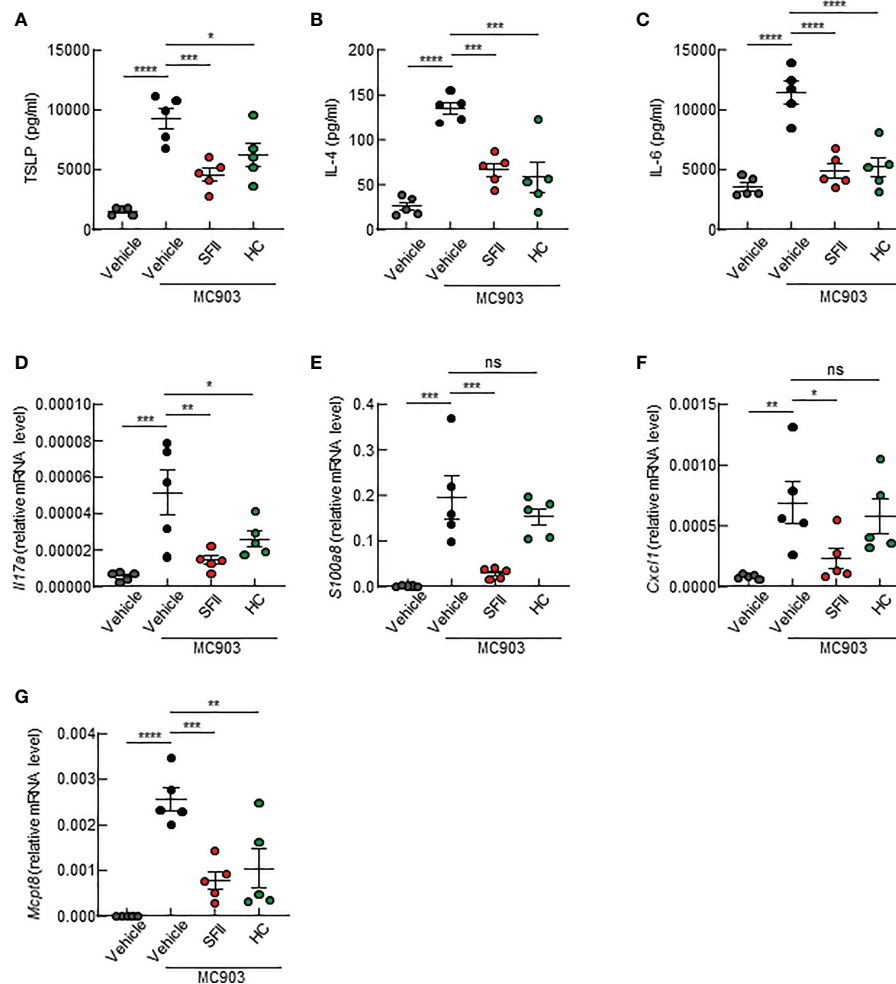 A
TSLP (pg/ml)
15000
10000
5000
0
****
***
*
Vehicle
Vehicle
SFII
HC
MC903
B
IL-4 (pg/ml)
200
150
100
50
0
****
***
***
Vehicle
Vehicle
SFII
HC
MC903
C
IL-6 (pg/ml)
15000
10000
5000
0
****
****
****
Vehicle
Vehicle
SFII
HC
MC903
D
Il17a (relative mRNA level)
0.00010
0.00008
0.00006
0.00004
0.00002
0.00000
***
**
*
Vehicle
Vehicle
SFII
HC
MC903
E
S100a8 (relative mRNA level)
0.4
0.3
0.2
0.1
0.0
***
***
ns
Vehicle
Vehicle
SFII
HC
MC903
F
Cxcl1 (relative mRNA level)
0.0015
0.0010
0.0005
0.0000
**
*
ns
Vehicle
Vehicle
SFII
HC
MC903
G
Mcpt8 (relative mRNA level)
0.004
0.003
0.002
0.001
0.000
****
***
**
Vehicle
Vehicle
SFII
HC
MC903